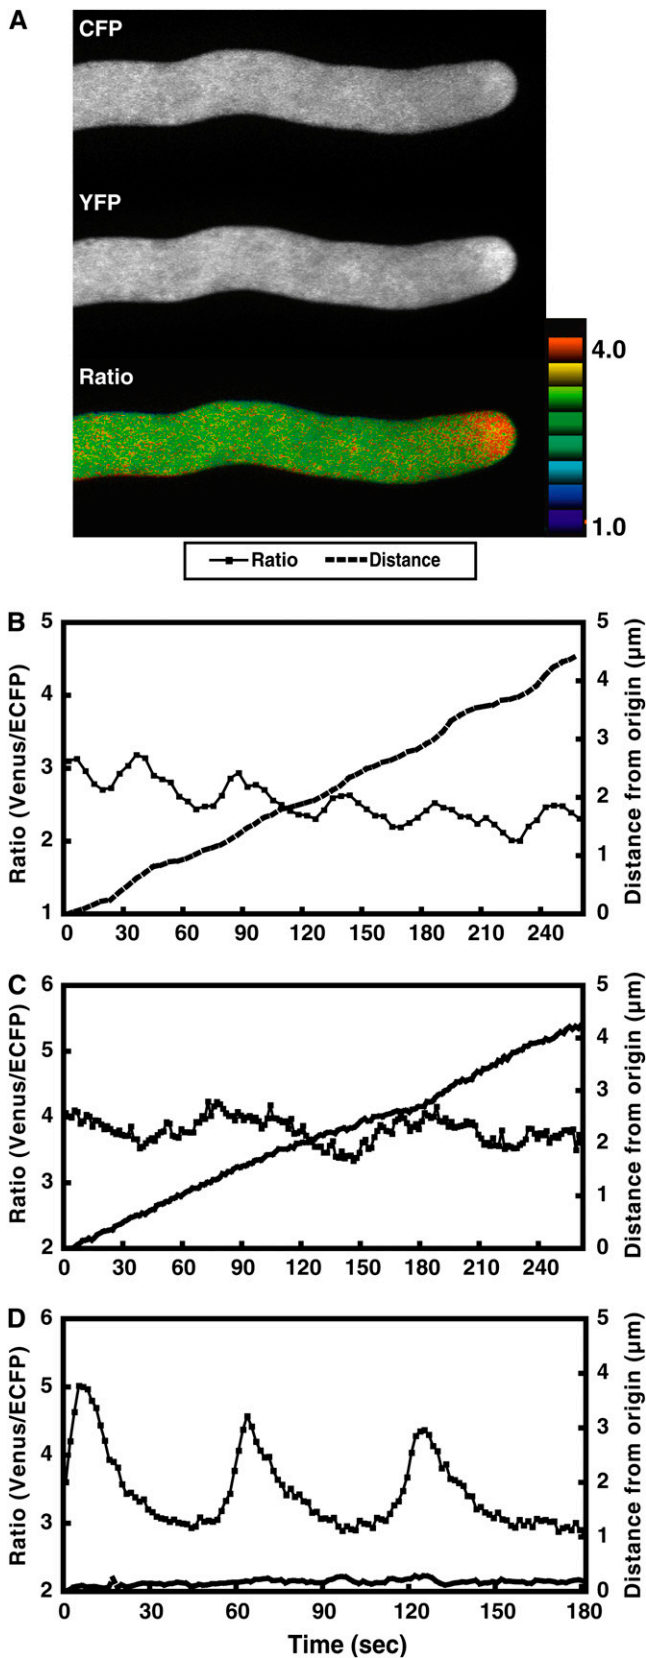 A
CFP
YFP
Ratio
4.0
1.0
Ratio Distance
B
Ratio (Venus/ECFP)
5
4
3
2
1
5
4
3
2
1
0
Distance from origin (µm)
0 30 60 90 120 150 180 210 240
C
Ratio (Venus/ECFP)
6
5
4
3
2
5
4
3
2
1
0
Distance from origin (µm)
0 30 60 90 120 150 180 210 240
D
Ratio (Venus/ECFP)
6
5
4
3
2
5
4
3
2
1
0
Distance from origin (µm)
0 30 60 90 120 150 180
Time (sec)